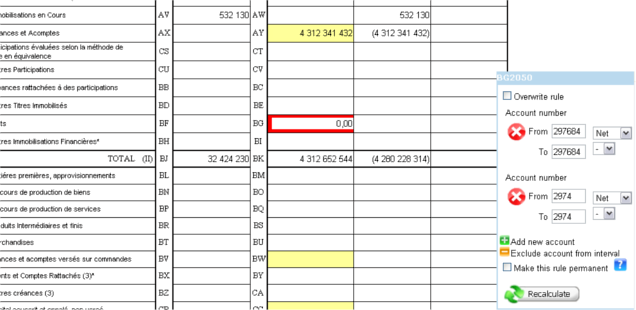 obilisations en Cours AV 532 130 AW 532 130
ances et Acomptes AX AY 4 312 341 432 (4 312 341 432)
icipations évaluées selon la méthode de
e en équivalence CS CT
res Participations CU CV
ances rattachées à des participations BB BC
res Titres Immobilisés BD BE
ts BF BG 0,00
res Immobilisations Financières* BH BI
TOTAL (II) BJ 32 424 230 BK 4 312 652 544 (4 280 228 314)
ières premières, approvisionnements BL BM
cours de production de biens BN BO
cours de production de services BP BQ
duits Intermédiaires et finis BR BS
rchandises BT BU
ances et acomptes versés sur commandes BV BW
nts et Comptes Rattachés (3)* BX BY
res créances (3) BZ CA
BG2050
Overwrite rule
Account number
From 297684 Net
To 297684 -
Account number
From 2974 Net
To 2974 -
Add new account
Exclude account from interval
Make this rule permanent ?
Recalculate